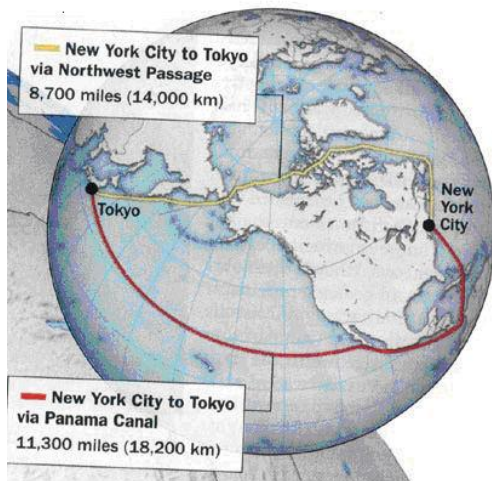 New York City to Tokyo
via Northwest Passage
8,700 miles (14,000 km)
Tokyo
New
York
City
New York City to Tokyo
via Panama Canal
11,300 miles (18,200 km)